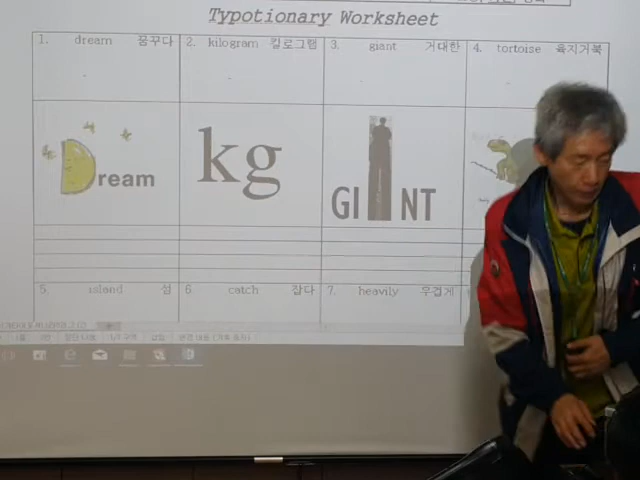 Typotionary Worksheet
1. dream 꿈꾸다 2. kilogram 킬로그램 3. giant 거대한 4. tortoise 육지거북
Dream kg GIANT
5. island 섬 6 catch 잡다 7. heavily 무겁게